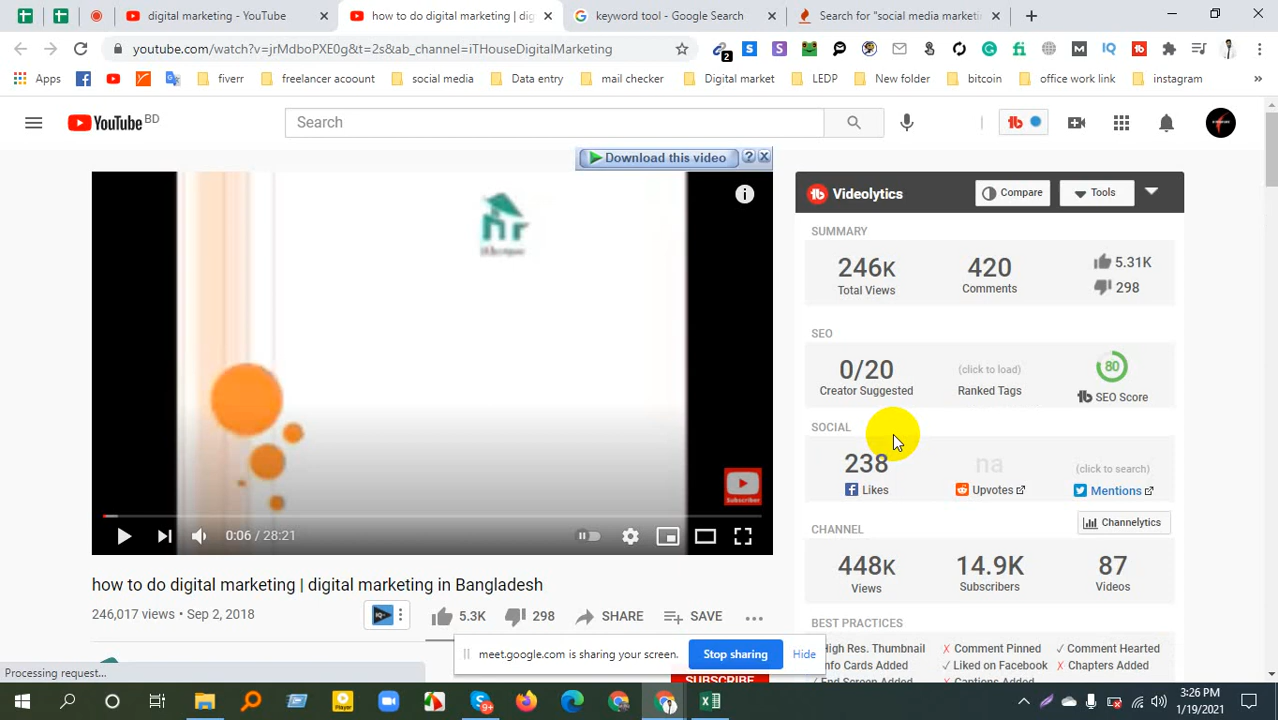 digital marketing - YouTube
how to do digital marketing | dig
keyword tool - Google Search
Search for "social media marketi
youtube.com/watch?v=jrMdboPXE0g&t=2s&ab_channel=iTHouseDigitalMarketing
2
Apps
fiverr
freelancer acount
social media
Data entry
mail checker
Digital market
LEDP
New folder
bitcoin
office work link
instagram
YouTube BD
Search
Download this video
Videolytics
Compare
Tools
SUMMARY
246K
Total Views
420
Comments
5.31K
298
SEO
0/20
Creator Suggested
(click to load)
Ranked Tags
80
SEO Score
SOCIAL
238
Likes
na
Upvotes
(click to search)
Mentions
Channelytics
CHANNEL
448K
Views
14.9K
Subscribers
87
Videos
BEST PRACTICES
High Res. Thumbnail
Comment Pinned
Comment Hearted
Info Cards Added
Liked on Facebook
Chapters Added
End Screen Added
Captions Added
0:06 / 28:21
how to do digital marketing | digital marketing in Bangladesh
246,017 views • Sep 2, 2018
5.3K
298
SHARE
SAVE
meet.google.com is sharing your screen.
Stop sharing
Hide
Processing request...
SUBSCRIBE
3:26 PM
1/19/2021